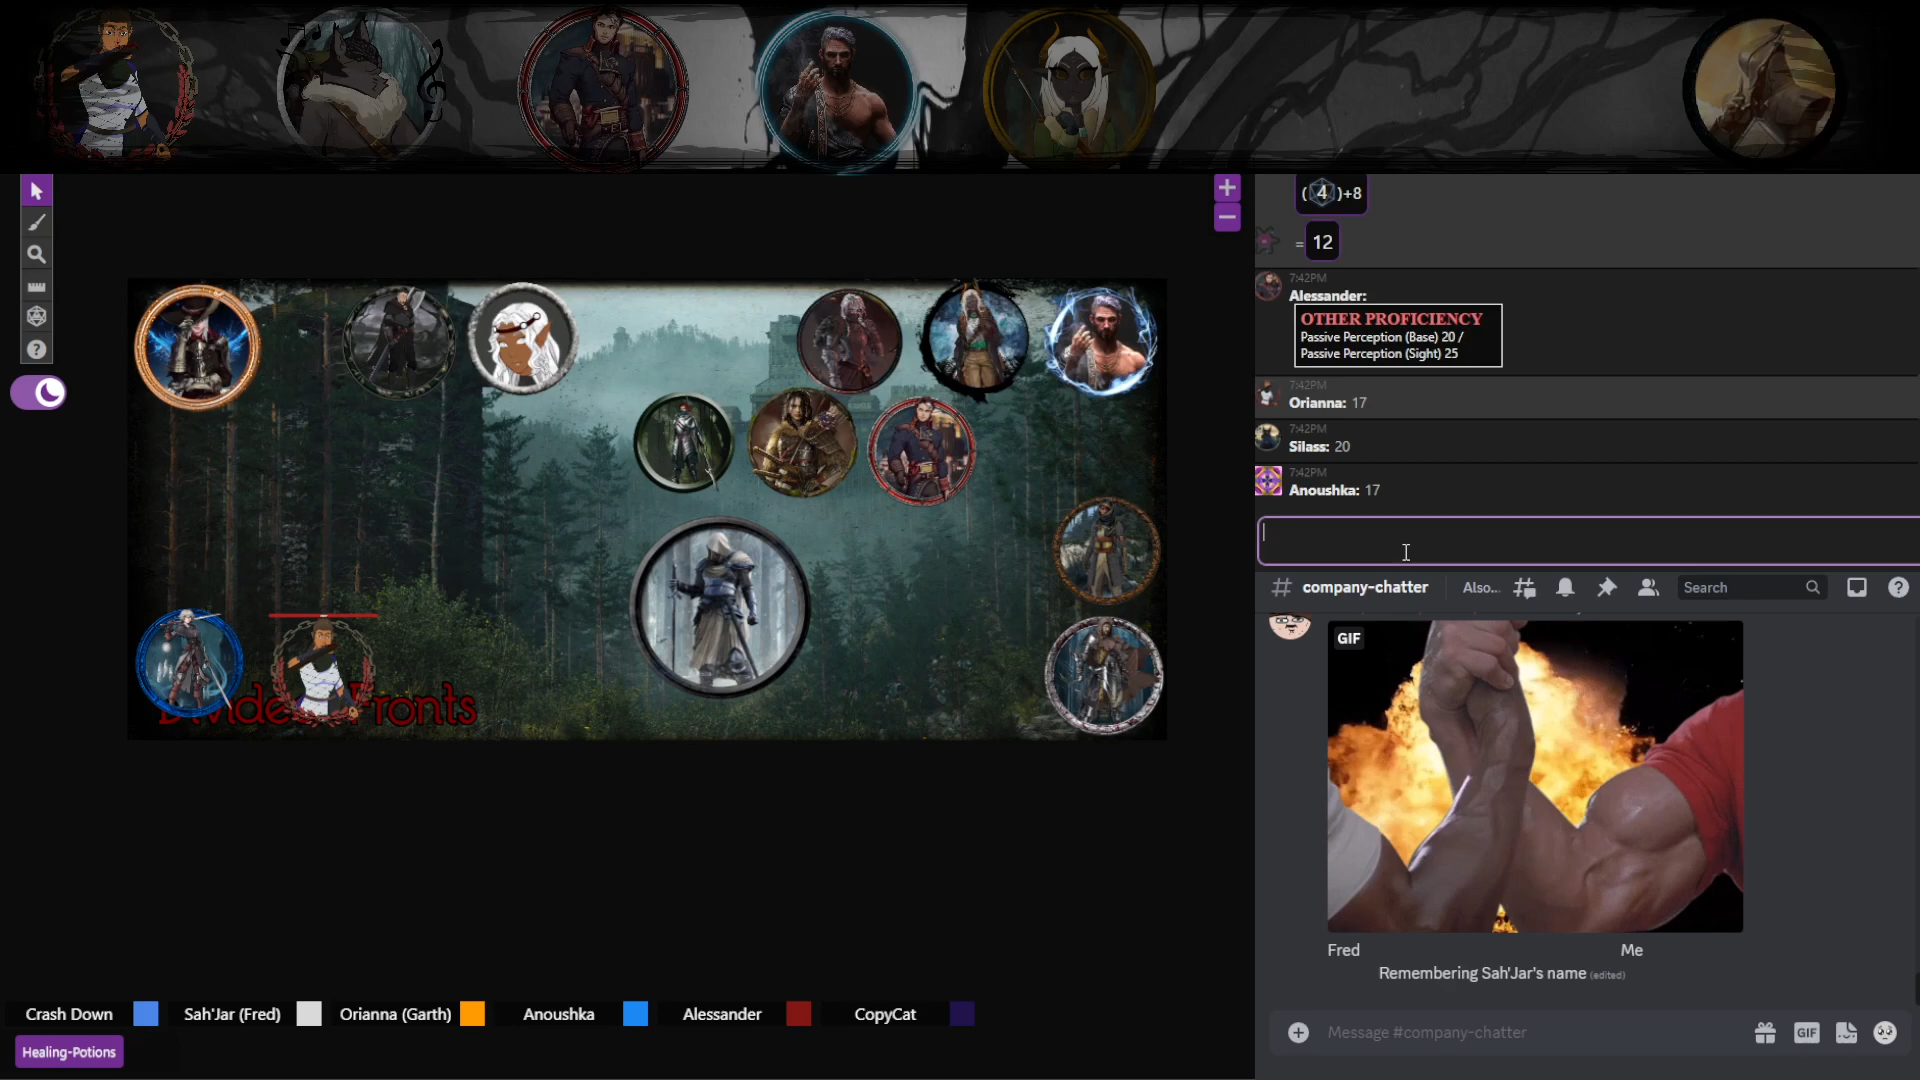 (4)+8
= 12
7:42PM
Alessander:
OTHER PROFICIENCY
Passive Perception (Base) 20 /
Passive Perception (Sight) 25
7:42PM
Orianna: 17
7:42PM
Silass: 20
7:42PM
Anoushka: 17
# company-chatter
Also...
Search
GIF
Fred Me
Remembering Sah'Jar's name (edited)
Message #company-chatter
GIF
Divided Fronts
Crash Down
Sah'Jar (Fred)
Orianna (Garth)
Anoushka
Alessander
CopyCat
Healing-Potions